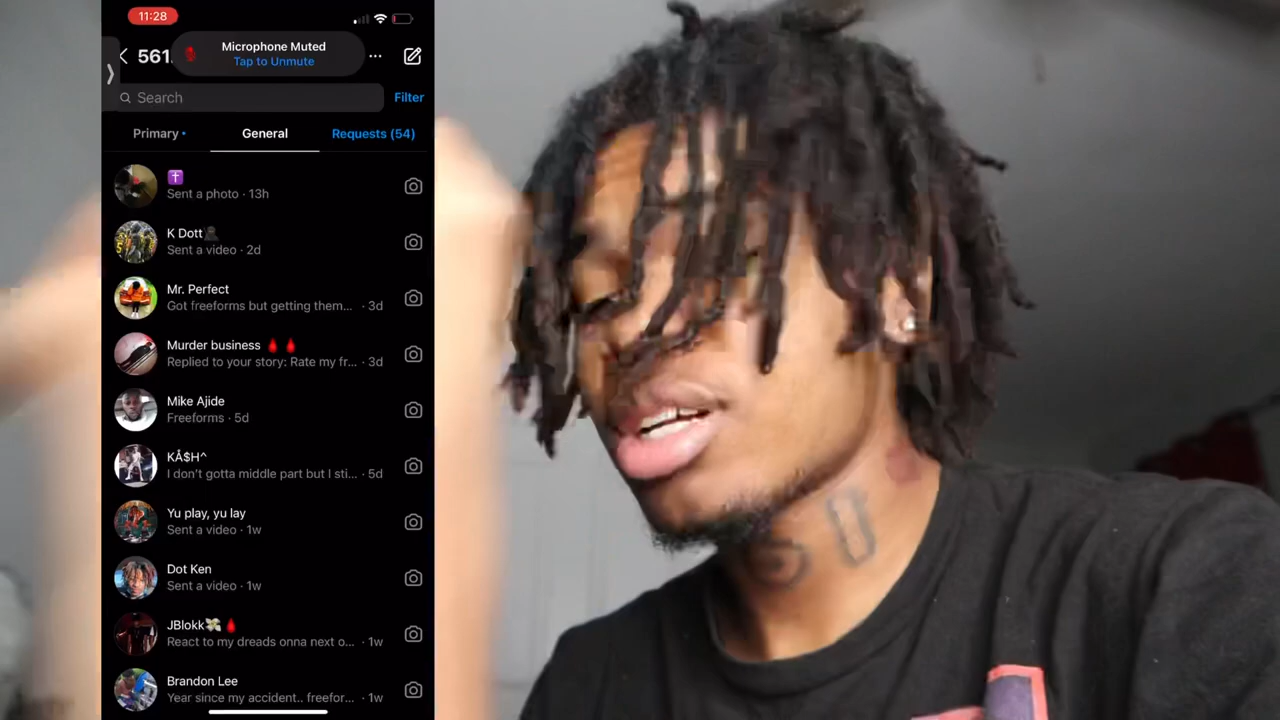 11:28
561
Microphone Muted
Tap to Unmute
Search
Filter
Primary
General
Requests (54)
Sent a photo · 13h
K Dott
Sent a video · 2d
Mr. Perfect
Got freeforms but getting them... · 3d
Murder business
Replied to your story: Rate my fr... · 3d
Mike Ajide
Freeforms · 5d
KÅ$H^
I don't gotta middle part but I sti... · 5d
Yu play, yu lay
Sent a video · 1w
Dot Ken
Sent a video · 1w
JBlokk
React to my dreads onna next o... · 1w
Brandon Lee
Year since my accident.. freefor... · 1w